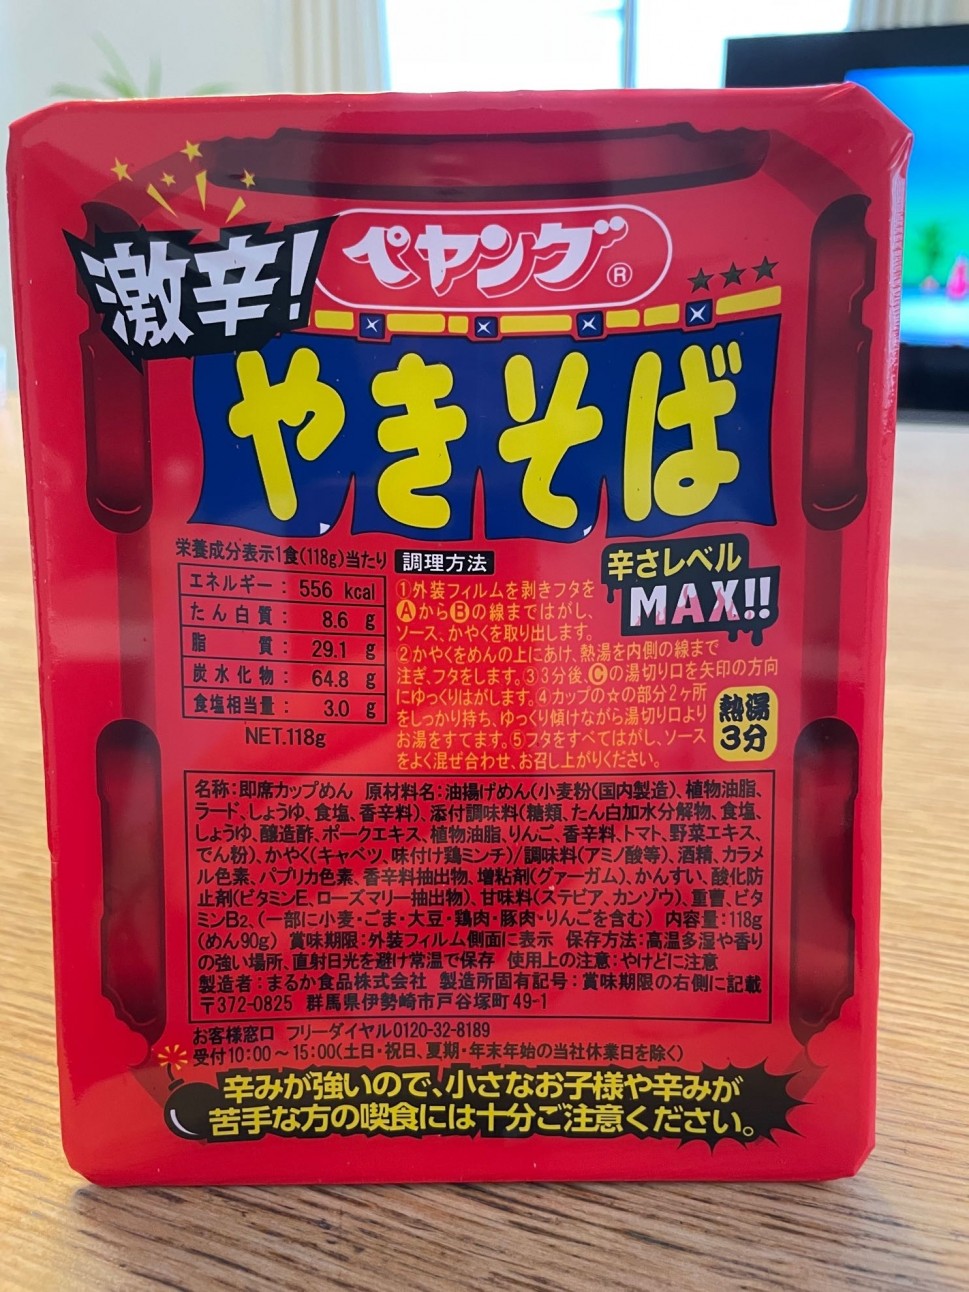 激辛!
ペヤング®
やきそば
栄養成分表示1食(118g)当たり
エネルギー: 556 kcal
たん白質: 8.6 g
脂質: 29.1 g
炭水化物: 64.8 g
食塩相当量: 3.0 g
NET.118g
調理方法
①外装フィルムを剥きフタを
ⒶからⒷの線まではがし、
ソース、かやくを取り出します。
②かやくをめんの上にあけ、熱湯を内側の線まで
注ぎ、フタをします。③3分後、Ⓒの湯切り口を矢印の方向
にゆっくりはがします。④カップの☆の部分2ヶ所
をしっかり持ち、ゆっくり傾けながら湯切り口より
お湯をすてます。⑤フタをすべてはがし、ソース
をよく混ぜ合わせ、お召し上がりください。
辛さレベル
MAX!!
熱湯
3分
名称:即席カップめん 原材料名:油揚げめん(小麦粉(国内製造)、植物油脂、
ラード、しょうゆ、食塩、香辛料)、添付調味料(糖類、たん白加水分解物、食塩、
しょうゆ、醸造酢、ポークエキス、植物油脂、りんご、香辛料、トマト、野菜エキス、
でん粉)、かやく(キャベツ、味付け鶏ミンチ)/調味料(アミノ酸等)、酒精、カラメ
ル色素、パプリカ色素、香辛料抽出物、増粘剤(グァーガム)、かんすい、酸化防
止剤(ビタミンE、ローズマリー抽出物)、甘味料(ステビア、カンゾウ)、重曹、ビタ
ミンB2、(一部に小麦・ごま・大豆・鶏肉・豚肉・りんごを含む) 内容量:118g
(めん90g) 賞味期限:外装フィルム側面に表示 保存方法:高温多湿や香り
の強い場所、直射日光を避け常温で保存 使用上の注意:やけどに注意
製造者:まるか食品株式会社 製造所固有記号:賞味期限の右側に記載
〒372-0825 群馬県伊勢崎市戸谷塚町49-1
お客様窓口 フリーダイヤル0120-32-8189
受付10:00～15:00(土日・祝日、夏期・年末年始の当社休業日を除く)
辛みが強いので、小さなお子様や辛みが
苦手な方の喫食には十分ご注意ください。